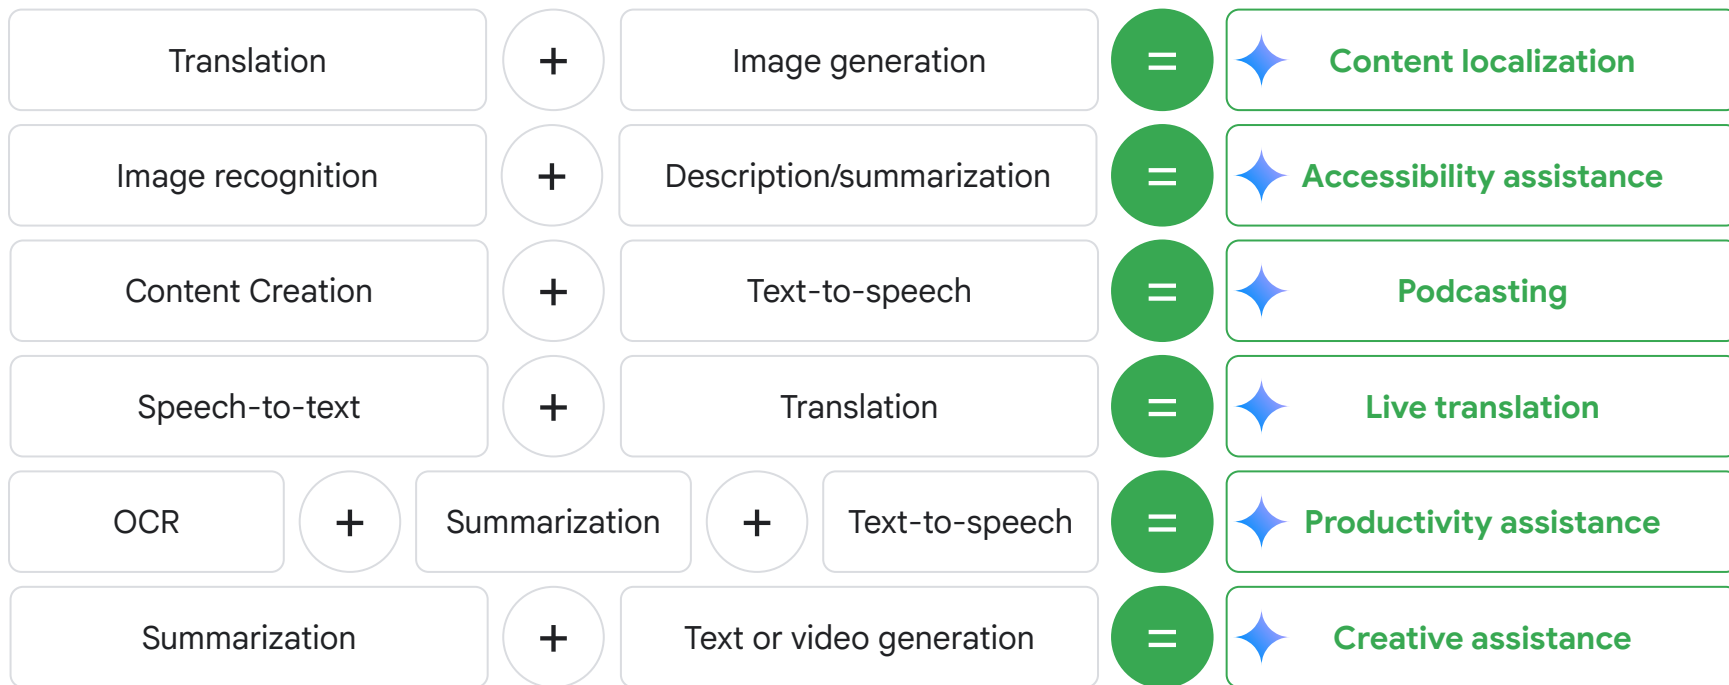 Translation + Image generation = Content localization
Image recognition + Description/summarization = Accessibility assistance
Content Creation + Text-to-speech = Podcasting
Speech-to-text + Translation = Live translation
OCR + Summarization + Text-to-speech = Productivity assistance
Summarization + Text or video generation = Creative assistance